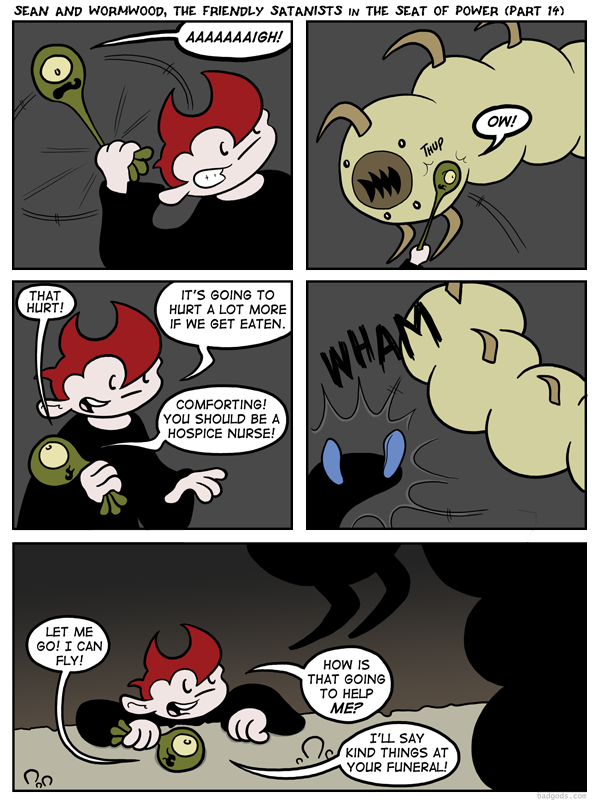 SEAN AND WORMWOOD, THE FRIENDLY SATANISTS IN THE SEAT OF POWER (PART 14)
AAAAAAAIGH!
THUP
OW!
THAT
HURT!
IT'S GOING TO
HURT A LOT MORE
IF WE GET EATEN.
COMFORTING!
YOU SHOULD BE A
HOSPICE NURSE!
WHAM
LET ME
GO! I CAN
FLY!
HOW IS
THAT GOING
TO HELP
ME?
I'LL SAY
KIND THINGS AT
YOUR FUNERAL!
badgods.com